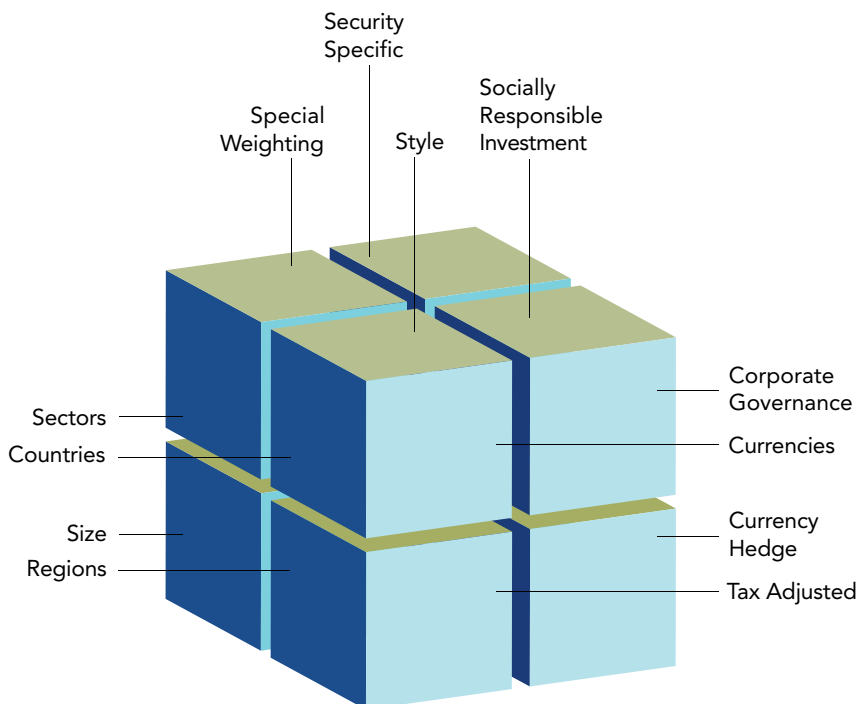 Security
Specific
Special
Weighting
Style
Socially
Responsible
Investment
Sectors
Countries
Size
Regions
Corporate
Governance
Currencies
Currency
Hedge
Tax Adjusted